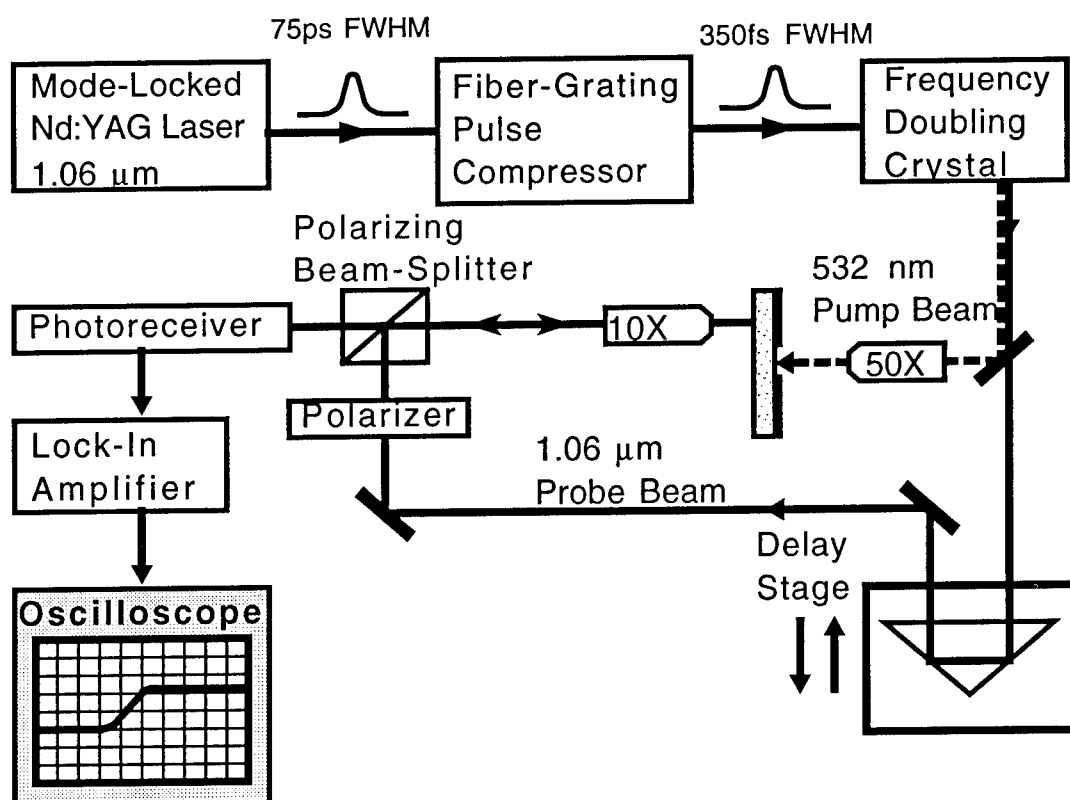 75ps FWHM
350fs FWHM
Mode-Locked
Nd:YAG Laser
1.06 μm
Fiber-Grating
Pulse
Compressor
Frequency
Doubling
Crystal
Polarizing
Beam-Splitter
532 nm
Pump Beam
Photoreceiver
10X
50X
Polarizer
Lock-In
Amplifier
1.06 μm
Probe Beam
Delay
Stage
Oscilloscope